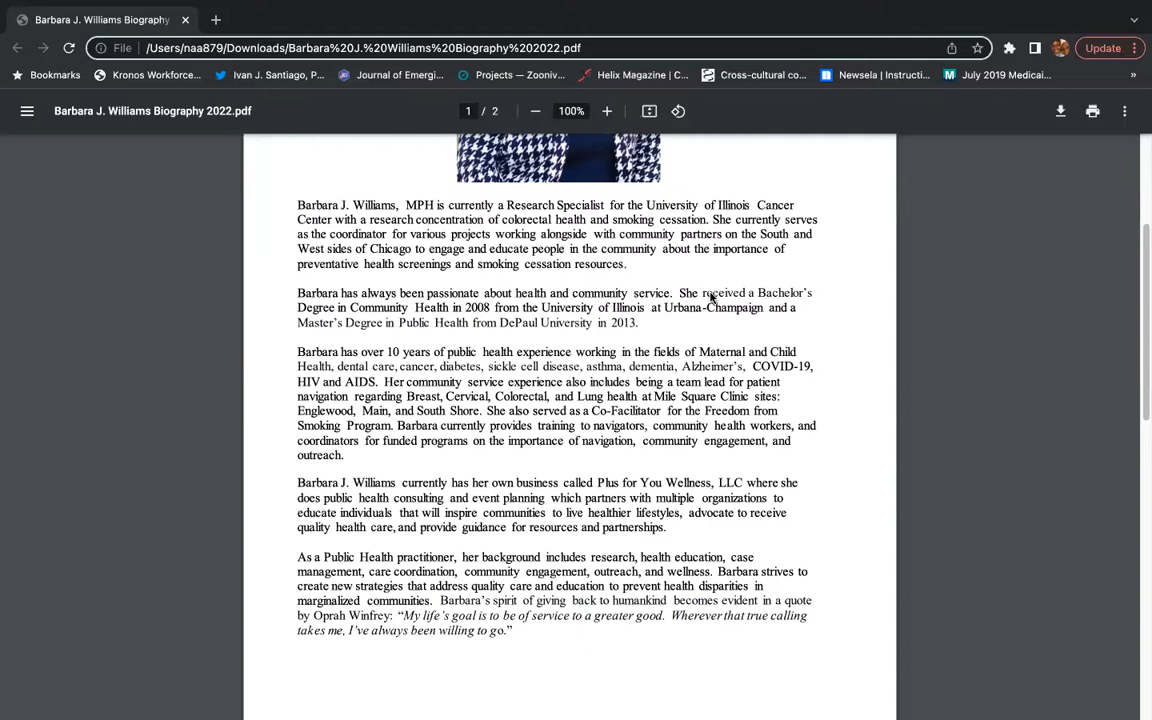 Barbara J. Williams Biography
File /Users/naa879/Downloads/Barbara%20J.%20Williams%20Biography%202022.pdf
Update
Bookmarks Kronos Workforce... Ivan J. Santiago, P... Journal of Emergi... Projects — Zooniv... Helix Magazine | C... Cross-cultural co... Newsela | Instructi... July 2019 Medicai... »
Barbara J. Williams Biography 2022.pdf 1 / 2 100%
Barbara J. Williams, MPH is currently a Research Specialist for the University of Illinois Cancer
Center with a research concentration of colorectal health and smoking cessation. She currently serves
as the coordinator for various projects working alongside with community partners on the South and
West sides of Chicago to engage and educate people in the community about the importance of
preventative health screenings and smoking cessation resources.
Barbara has always been passionate about health and community service. She received a Bachelor's
Degree in Community Health in 2008 from the University of Illinois at Urbana-Champaign and a
Master's Degree in Public Health from DePaul University in 2013.
Barbara has over 10 years of public health experience working in the fields of Maternal and Child
Health, dental care, cancer, diabetes, sickle cell disease, asthma, dementia, Alzheimer's, COVID-19,
HIV and AIDS. Her community service experience also includes being a team lead for patient
navigation regarding Breast, Cervical, Colorectal, and Lung health at Mile Square Clinic sites:
Englewood, Main, and South Shore. She also served as a Co-Facilitator for the Freedom from
Smoking Program. Barbara currently provides training to navigators, community health workers, and
coordinators for funded programs on the importance of navigation, community engagement, and
outreach.
Barbara J. Williams currently has her own business called Plus for You Wellness, LLC where she
does public health consulting and event planning which partners with multiple organizations to
educate individuals that will inspire communities to live healthier lifestyles, advocate to receive
quality health care, and provide guidance for resources and partnerships.
As a Public Health practitioner, her background includes research, health education, case
management, care coordination, community engagement, outreach, and wellness. Barbara strives to
create new strategies that address quality care and education to prevent health disparities in
marginalized communities. Barbara's spirit of giving back to humankind becomes evident in a quote
by Oprah Winfrey: “My life's goal is to be of service to a greater good. Wherever that true calling
takes me, I've always been willing to go.”